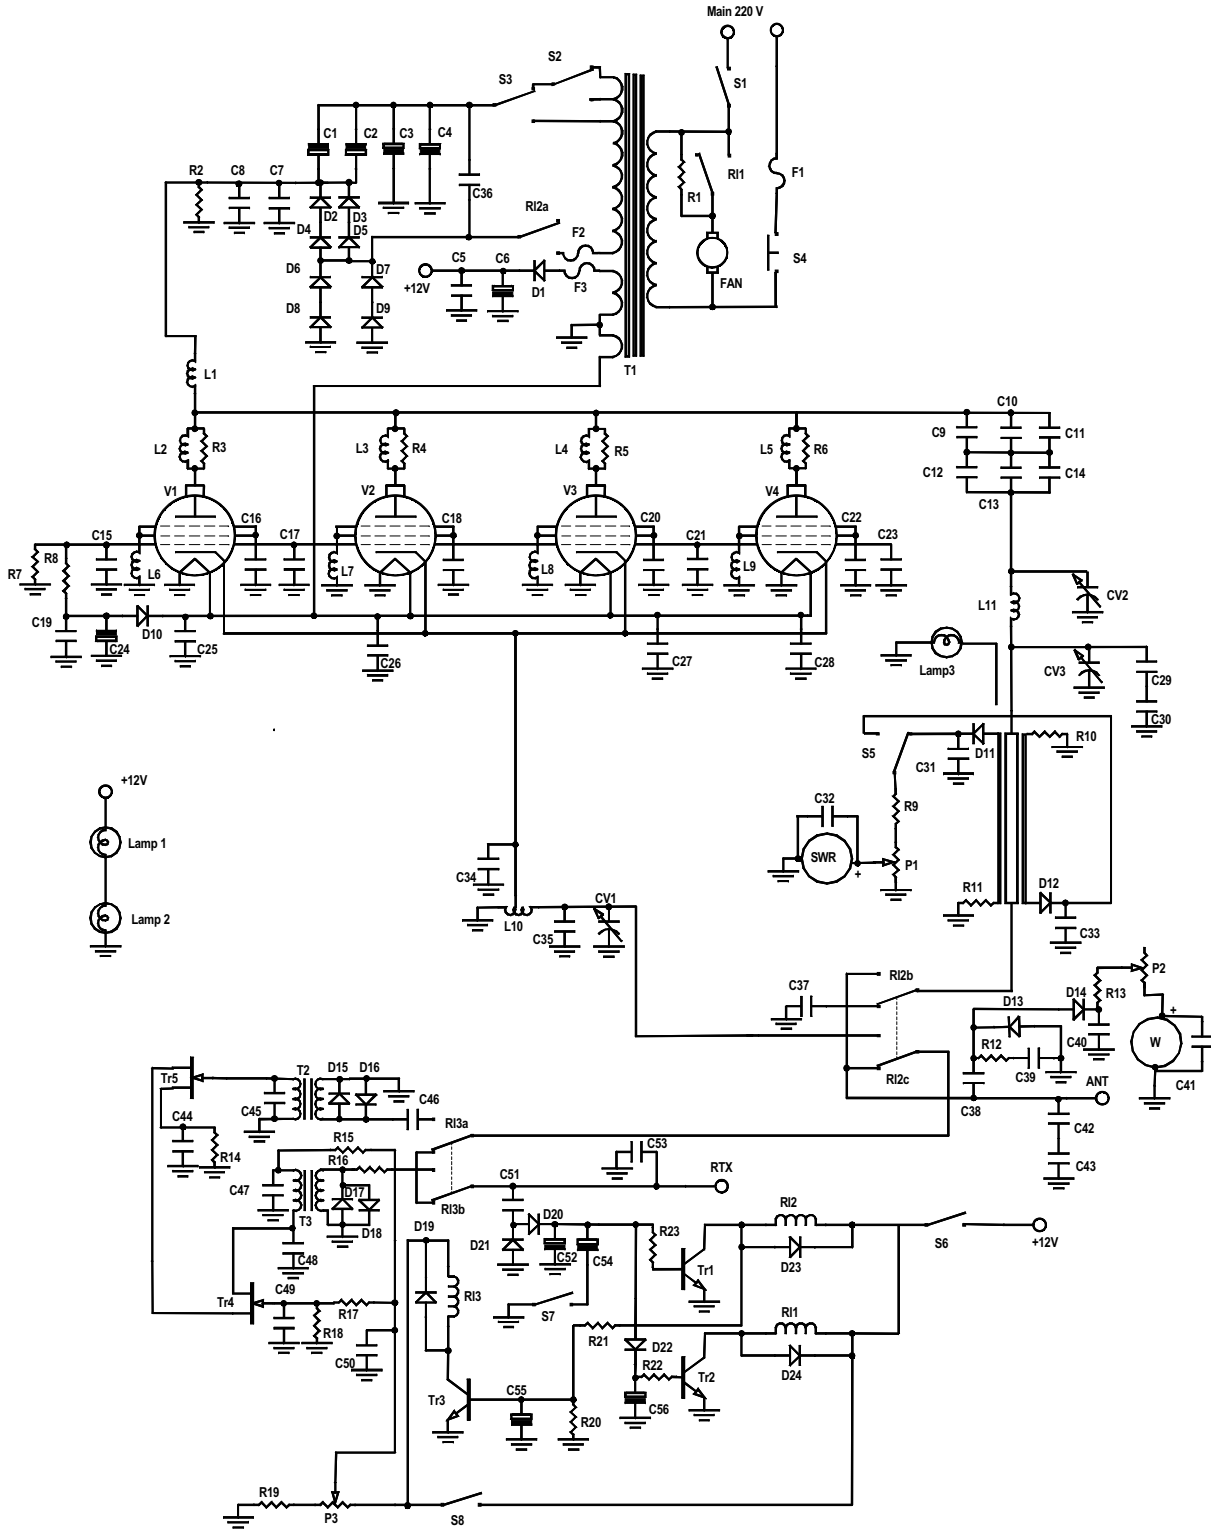 Main 220 V
S2
S3
S1
C1
C2
C3
C4
R2
C8
C7
C36
R1
Rl1
F1
D2
D3
Rl2a
D4
D5
F2
S4
D6
D7
C5
C6
FAN
+12V
D1
F3
D8
D9
T1
L1
C10
L2
R3
L3
R4
L4
R5
L5
R6
C9
C11
C12
C14
V1
V2
V3
V4
C13
C15
C16
C17
C18
C20
C21
C22
C23
R7
R8
L6
L7
L8
L9
CV2
L11
C19
D10
C24
C25
C26
C27
C28
Lamp3
CV3
C29
C30
S5
D11
R10
C31
+12V
C32
R9
Lamp 1
SWR
P1
+
C34
R11
D12
Lamp 2
CV1
L10
C35
C33
Rl2b
P2
C37
D14
R13
D13
+
R12
C40
W
C39
Rl2c
ANT
C41
Tr5
T2
D15
D16
C45
C46
C38
C44
C42
R15
Rl3a
C53
R14
R16
C43
C51
RTX
C47
D17
Rl3b
Rl2
T3
D18
D19
D20
R23
S6
+12V
D21
C52
C54
D23
C48
Tr1
Rl3
C49
Tr4
S7
Rl1
R17
R18
R21
C50
D22
R22
D24
Tr2
Tr3
C55
C56
R20
R19
P3
S8